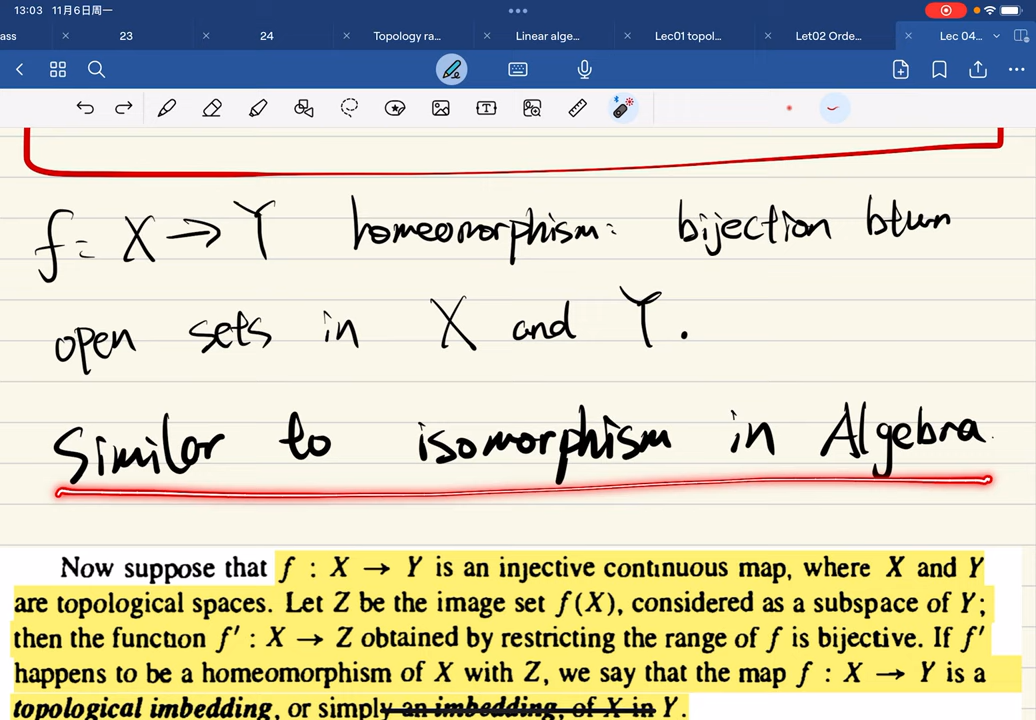 13:03 11月6日周一
ass 23 24 Topology ra... Linear alge... Lec01 topol... Let02 Orde... Lec 04...
f: X → Y homeomorphism: bijection btwn
open sets in X and Y.
Similar to isomorphism in Algebra.
Now suppose that f : X → Y is an injective continuous map, where X and Y
are topological spaces. Let Z be the image set f(X), considered as a subspace of Y;
then the function f′ : X → Z obtained by restricting the range of f is bijective. If f′
happens to be a homeomorphism of X with Z, we say that the map f : X → Y is a
topological imbedding, or simply an imbedding, of X in Y.